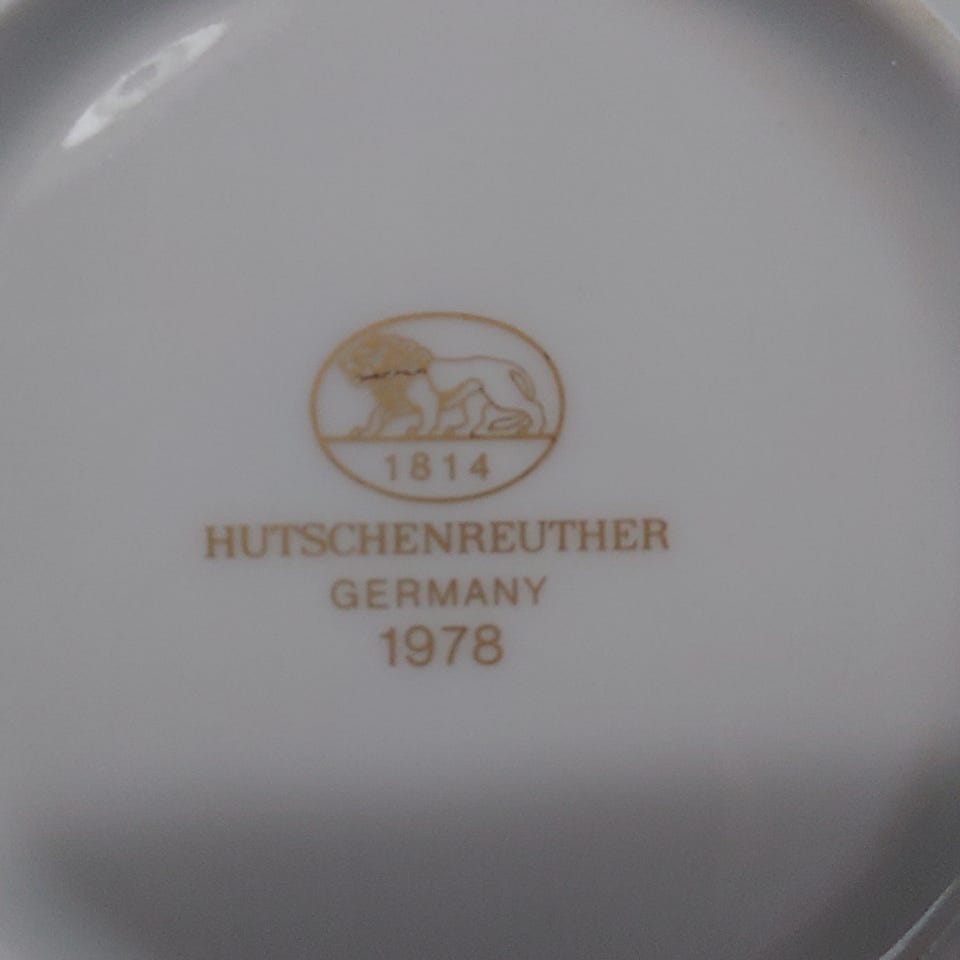 1814
HUTSCHENREUTHER
GERMANY
1978